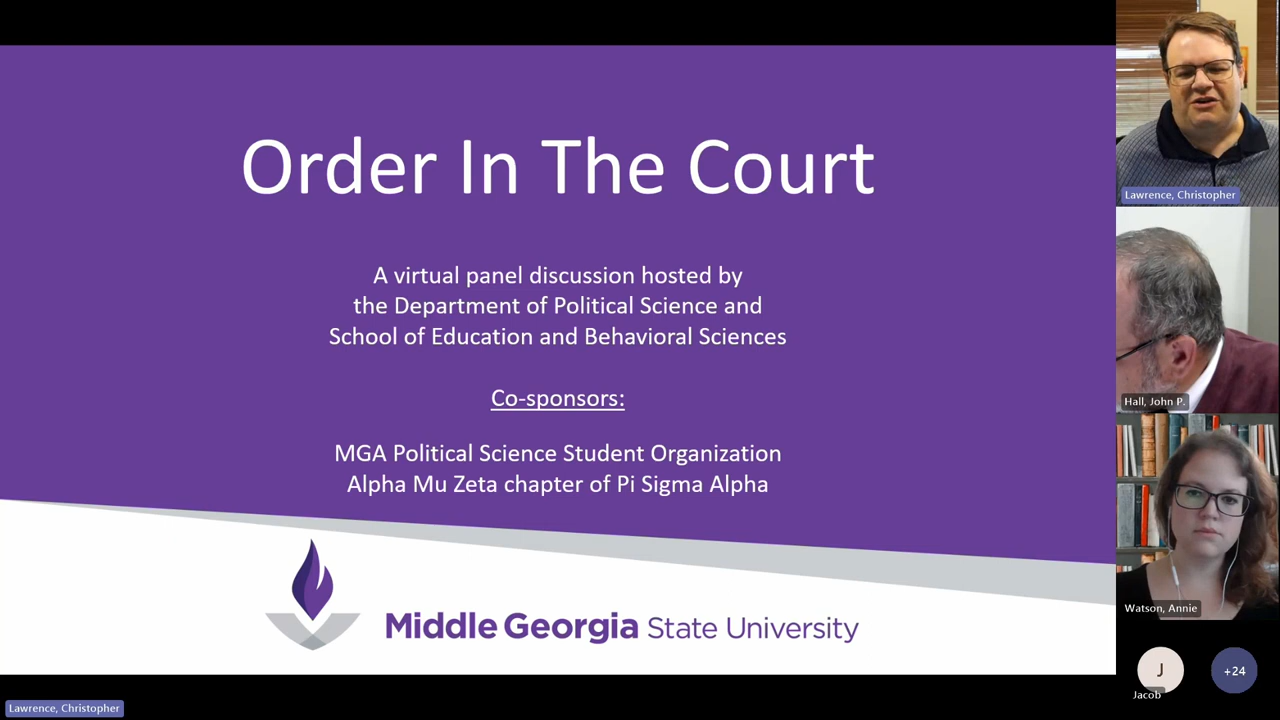 Order In The Court
A virtual panel discussion hosted by
the Department of Political Science and
School of Education and Behavioral Sciences
Co-sponsors:
MGA Political Science Student Organization
Alpha Mu Zeta chapter of Pi Sigma Alpha
Middle Georgia State University
Lawrence, Christopher
Lawrence, Christopher
Hall, John P.
Watson, Annie
J
Jacob
+24